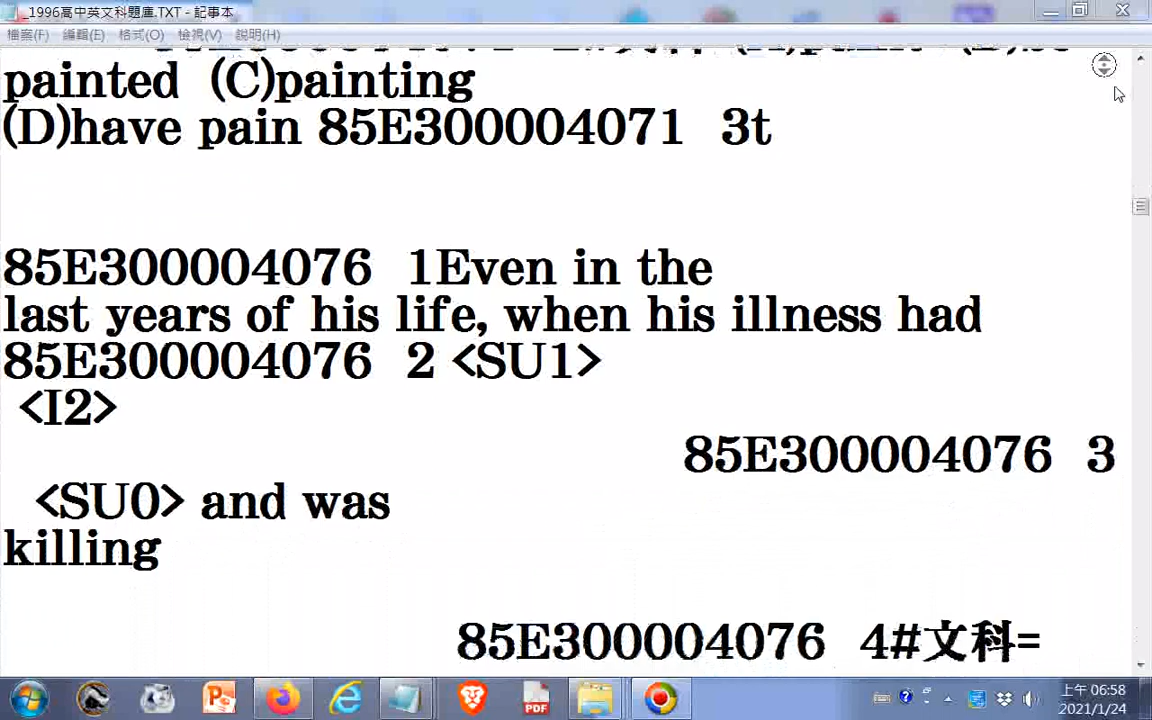 _1996高中英文科題庫.TXT - 記事本
檔案(F) 編輯(E) 格式(O) 檢視(V) 說明(H)
painted (C)painting
(D)have pain 85E300004071 3t
85E300004076 1Even in the
last years of his life, when his illness had
85E300004076 2 <SU1>
<I2>
85E300004076 3
<SU0> and was
killing
85E300004076 4#文科=
PDF
上午 06:58
2021/1/24